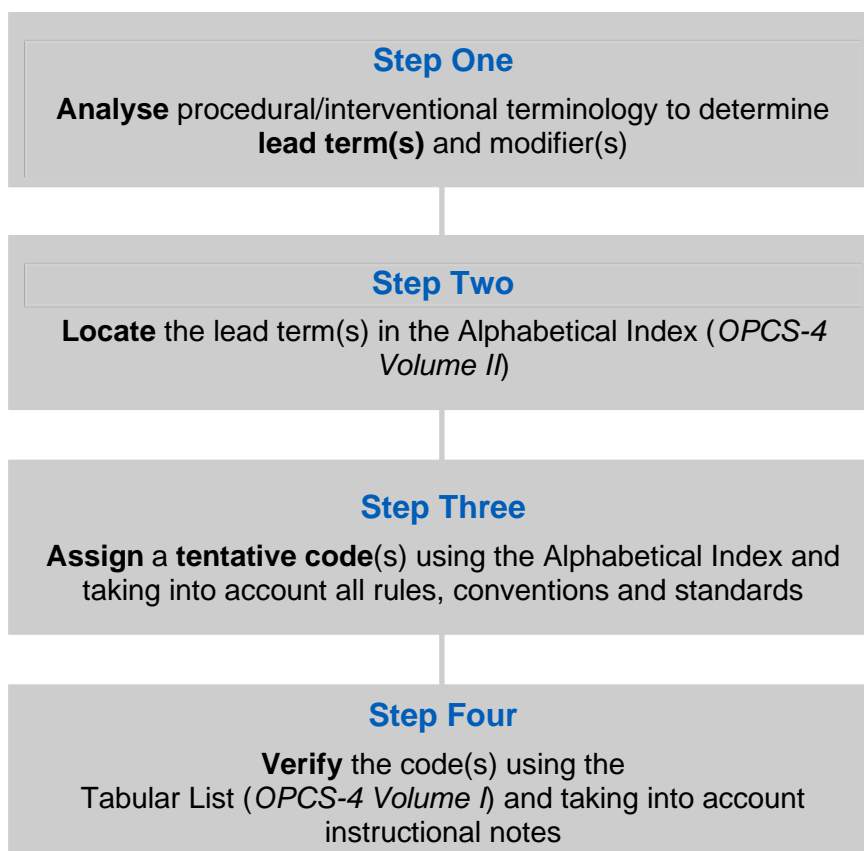 Step One
Analyse procedural/interventional terminology to determine
lead term(s) and modifier(s)
Step Two
Locate the lead term(s) in the Alphabetical Index (OPCS-4
Volume II)
Step Three
Assign a tentative code(s) using the Alphabetical Index and
taking into account all rules, conventions and standards
Step Four
Verify the code(s) using the
Tabular List (OPCS-4 Volume I) and taking into account
instructional notes